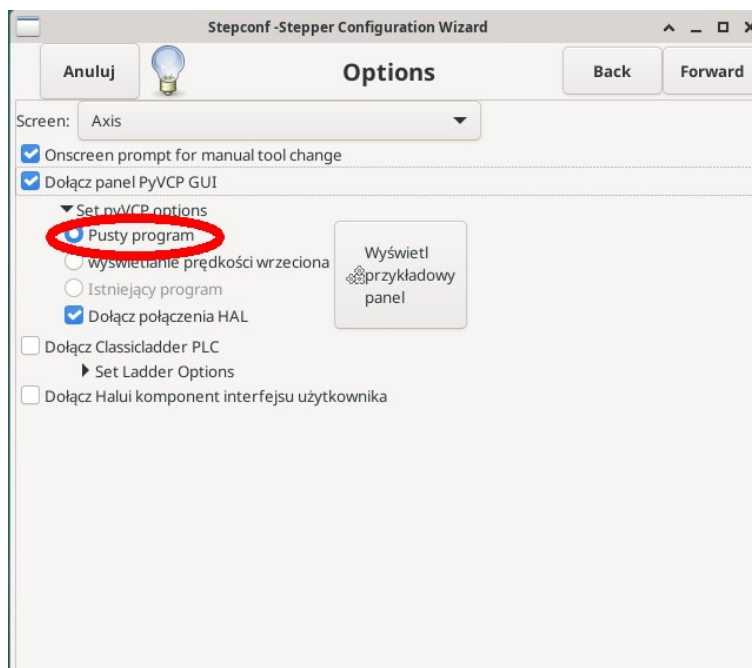 Stepconf -Stepper Configuration Wizard
Anuluj
Options
Back
Forward
Screen:
Axis
Onscreen prompt for manual tool change
Dołącz panel PyVCP GUI
Set pyVCP options
Pusty program
wyświetlanie prędkości wrzeciona
Istniejący program
Dołącz połączenia HAL
Wyświetl
przykładowy
panel
Dołącz Classicladder PLC
Set Ladder Options
Dołącz Halui komponent interfejsu użytkownika